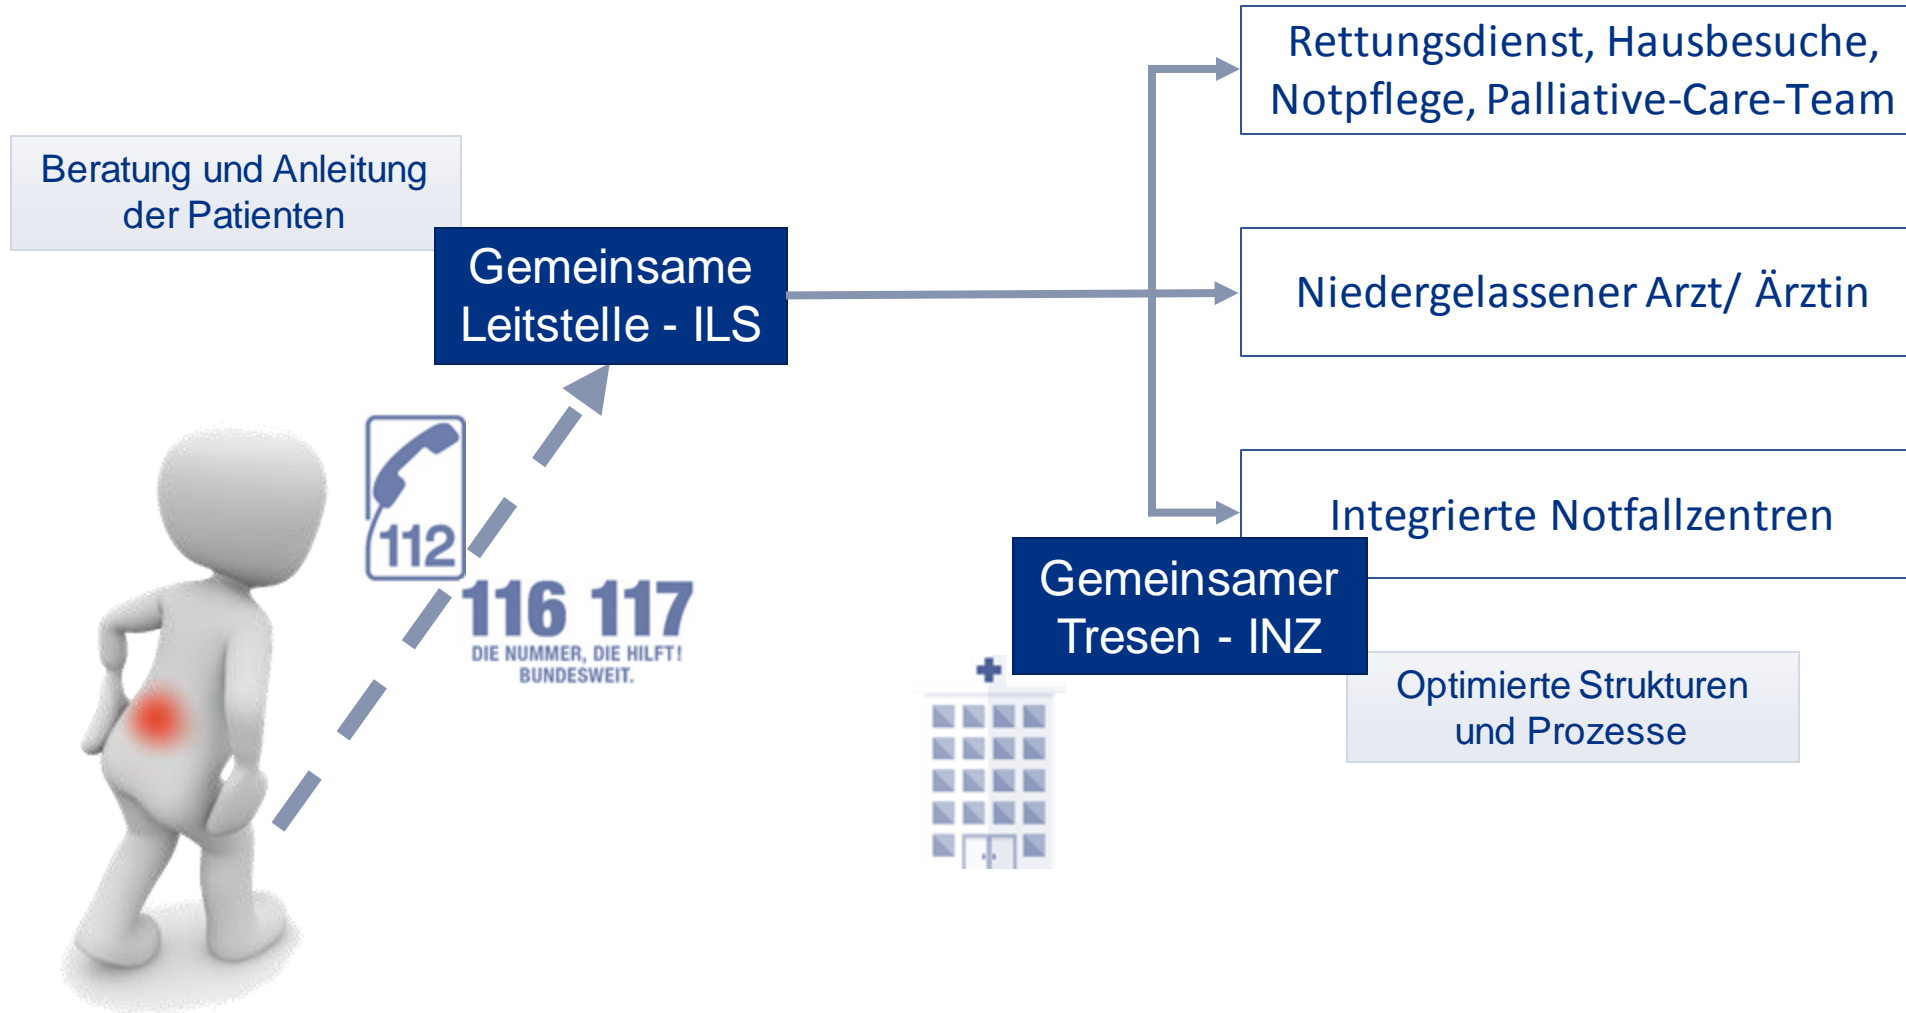 Rettungsdienst, Hausbesuche,
Notpflege, Palliative-Care-Team
Beratung und Anleitung
der Patienten
Gemeinsame
Leitstelle - ILS
Niedergelassener Arzt/ Ärztin
112
116 117
DIE NUMMER, DIE HILFT!
BUNDESWEIT.
Integrierte Notfallzentren
Gemeinsamer
Tresen - INZ
Optimierte Strukturen
und Prozesse